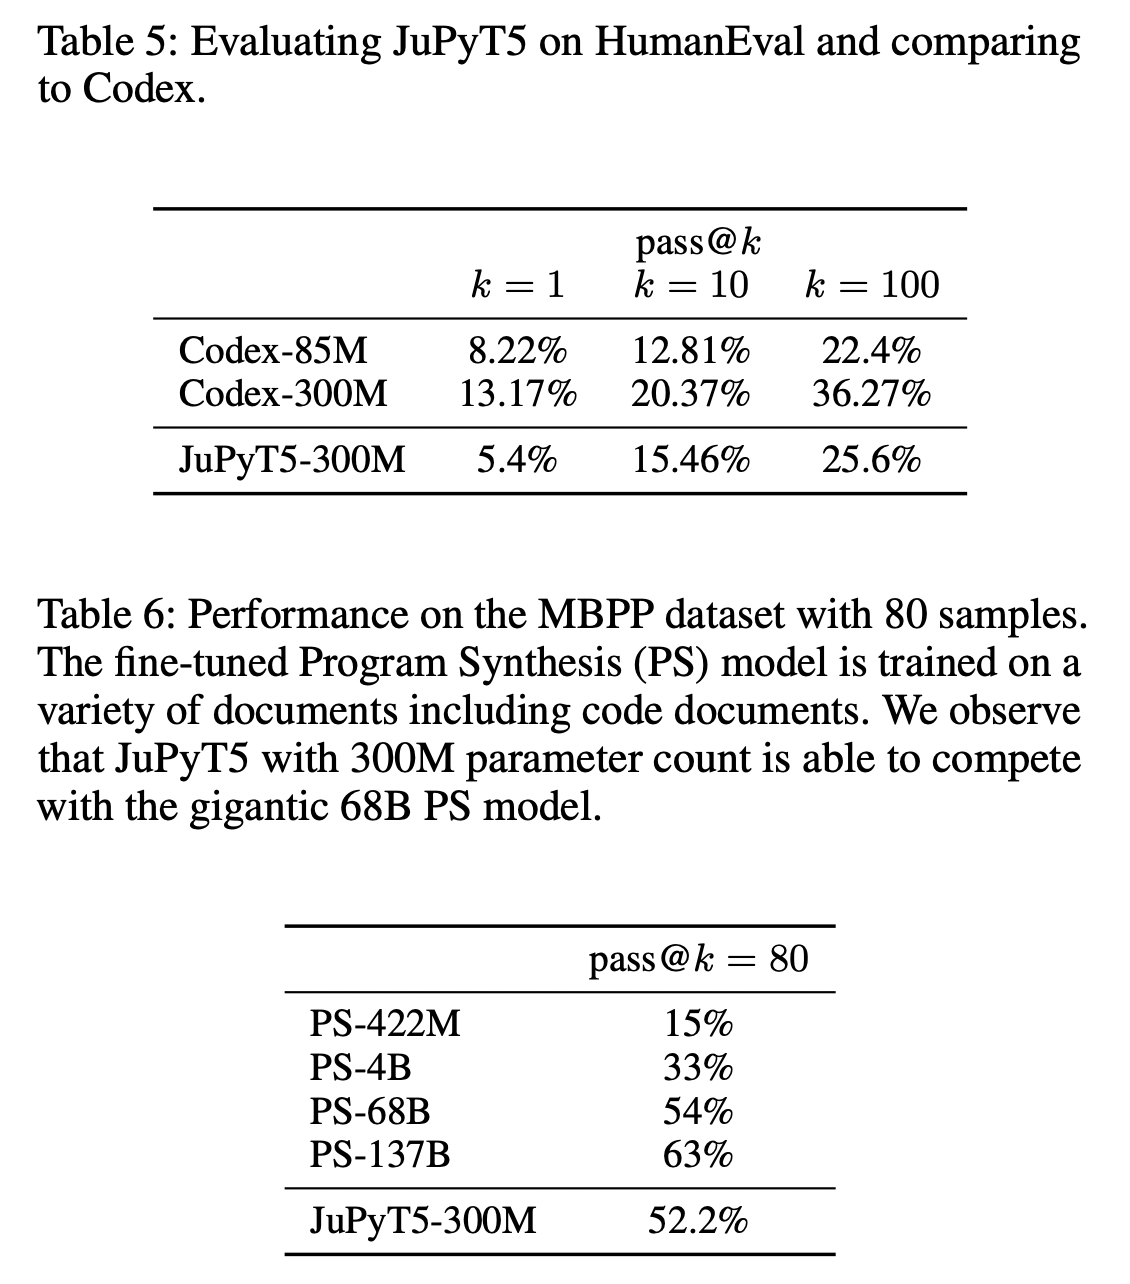 Table 5: Evaluating JuPyT5 on HumanEval and comparing
to Codex.
pass@k
k = 1 k = 10 k = 100
Codex-85M 8.22% 12.81% 22.4%
Codex-300M 13.17% 20.37% 36.27%
JuPyT5-300M 5.4% 15.46% 25.6%
Table 6: Performance on the MBPP dataset with 80 samples.
The fine-tuned Program Synthesis (PS) model is trained on a
variety of documents including code documents. We observe
that JuPyT5 with 300M parameter count is able to compete
with the gigantic 68B PS model.
pass@k = 80
PS-422M 15%
PS-4B 33%
PS-68B 54%
PS-137B 63%
JuPyT5-300M 52.2%